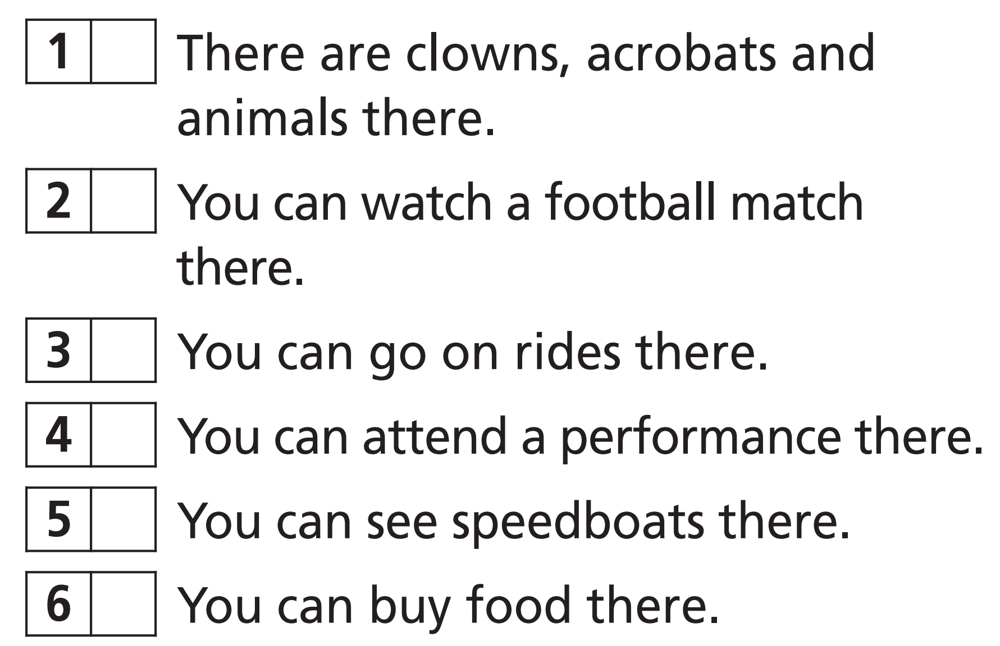 1 There are clowns, acrobats and
animals there.
2 You can watch a football match
there.
3 You can go on rides there.
4 You can attend a performance there.
5 You can see speedboats there.
6 You can buy food there.